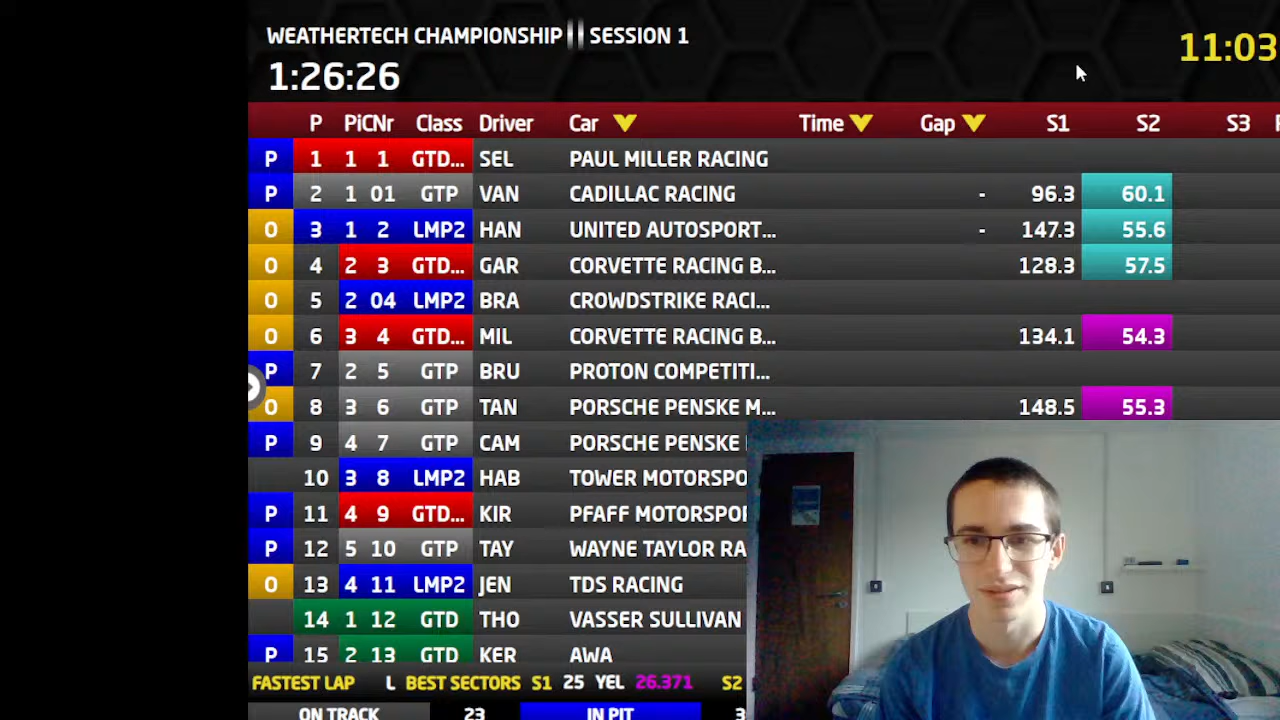 WEATHERTECH CHAMPIONSHIP || SESSION 1
11:03
1:26:26
P PiC Nr Class Driver Car Time Gap S1 S2 S3
P 1 1 1 GTD... SEL PAUL MILLER RACING
P 2 1 01 GTP VAN CADILLAC RACING - 96.3 60.1
O 3 1 2 LMP2 HAN UNITED AUTOSPORT... - 147.3 55.6
O 4 2 3 GTD... GAR CORVETTE RACING B... 128.3 57.5
O 5 2 04 LMP2 BRA CROWDSTRIKE RACI...
O 6 3 4 GTD... MIL CORVETTE RACING B... 134.1 54.3
P 7 2 5 GTP BRU PROTON COMPETITI...
O 8 3 6 GTP TAN PORSCHE PENSKE M... 148.5 55.3
P 9 4 7 GTP CAM PORSCHE PENSKE
10 3 8 LMP2 HAB TOWER MOTORSPO
P 11 4 9 GTD... KIR PFAFF MOTORSPOR
P 12 5 10 GTP TAY WAYNE TAYLOR RA
O 13 4 11 LMP2 JEN TDS RACING
14 1 12 GTD THO VASSER SULLIVAN
P 15 2 13 GTD KER AWA
FASTEST LAP L BEST SECTORS S1 25 YEL 26.371 S2
ON TRACK 23 IN PIT 3